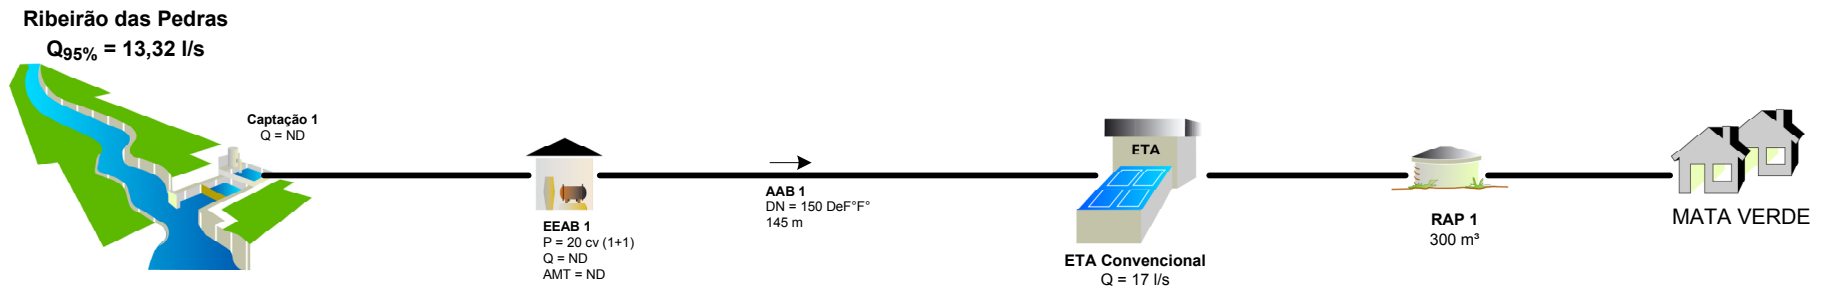 Ribeirão das Pedras
Q95% = 13,32 l/s
Captação 1
Q = ND
EEAB 1
P = 20 cv (1+1)
Q = ND
AMT = ND
AAB 1
DN = 150 DeF°F°
145 m
ETA
ETA Convencional
Q = 17 l/s
RAP 1
300 m³
MATA VERDE